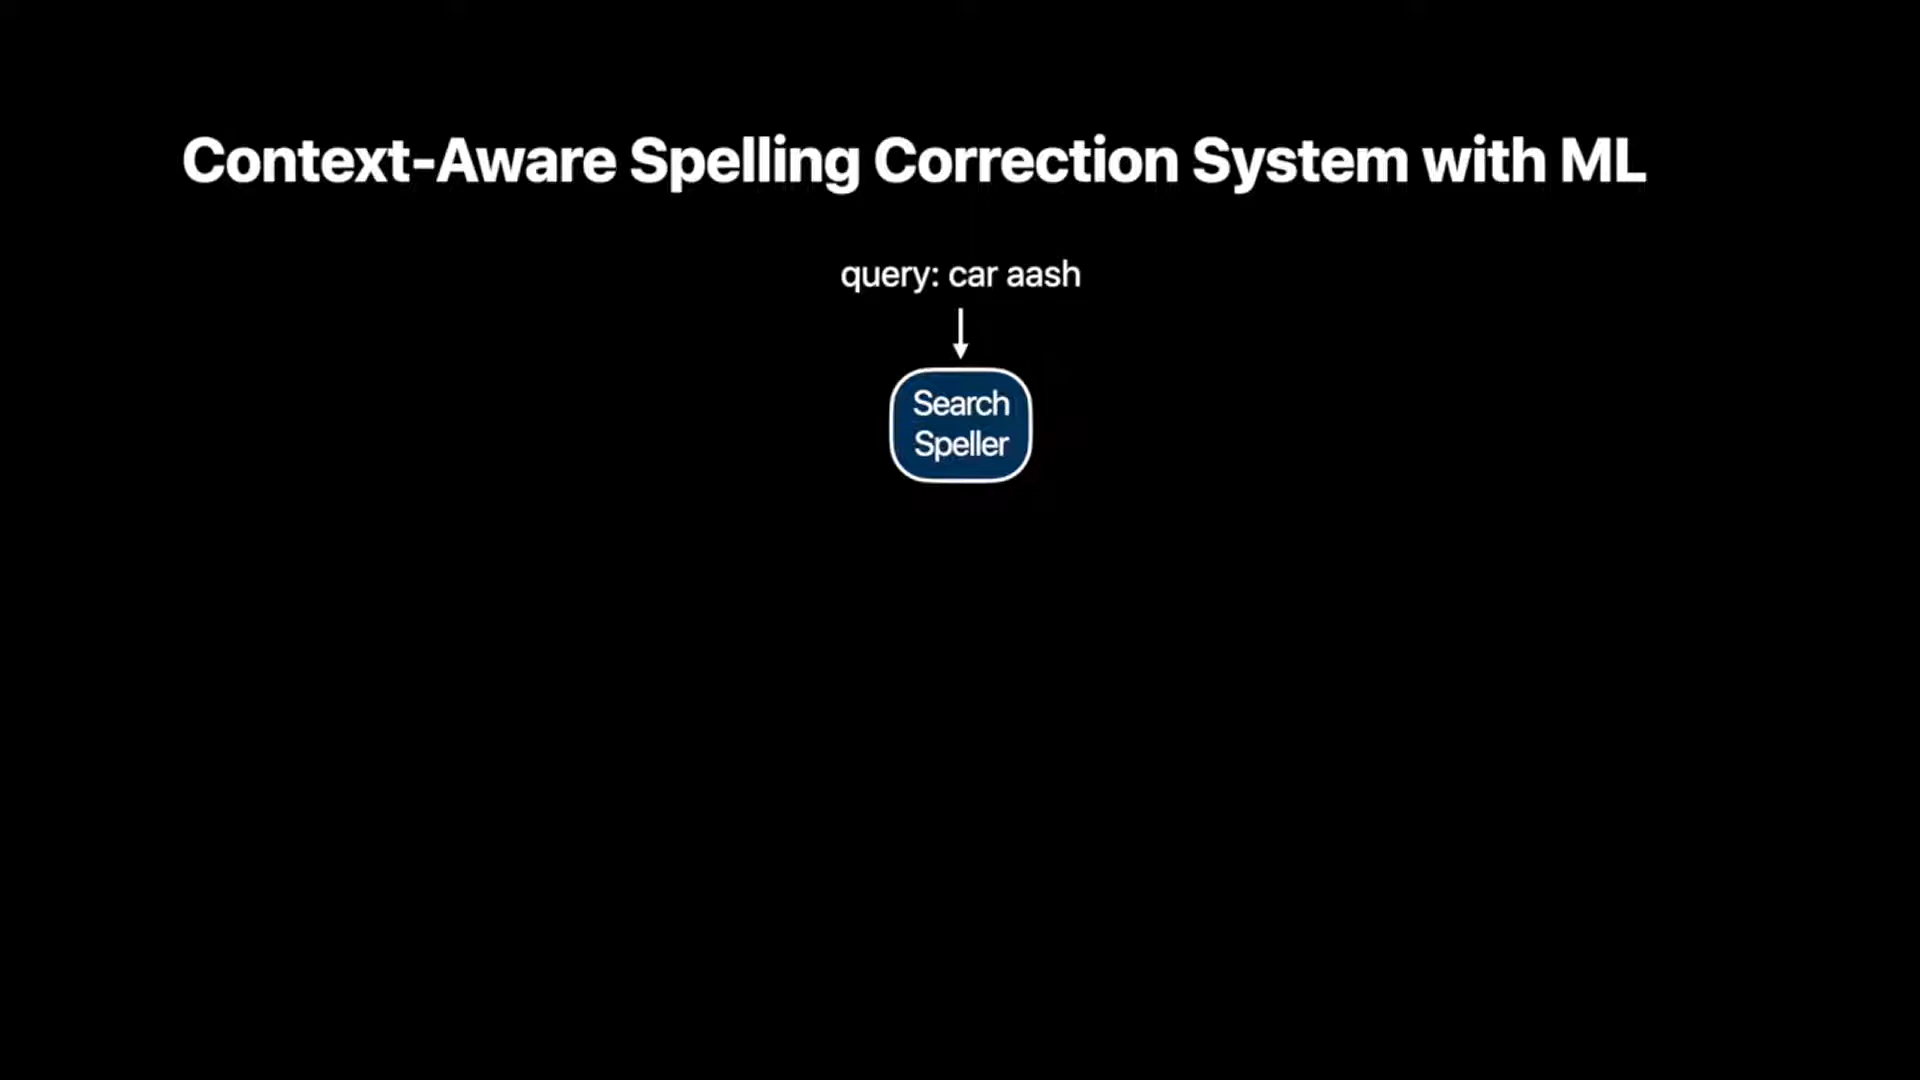 Context-Aware Spelling Correction System with ML
query: car aash
Search
Speller